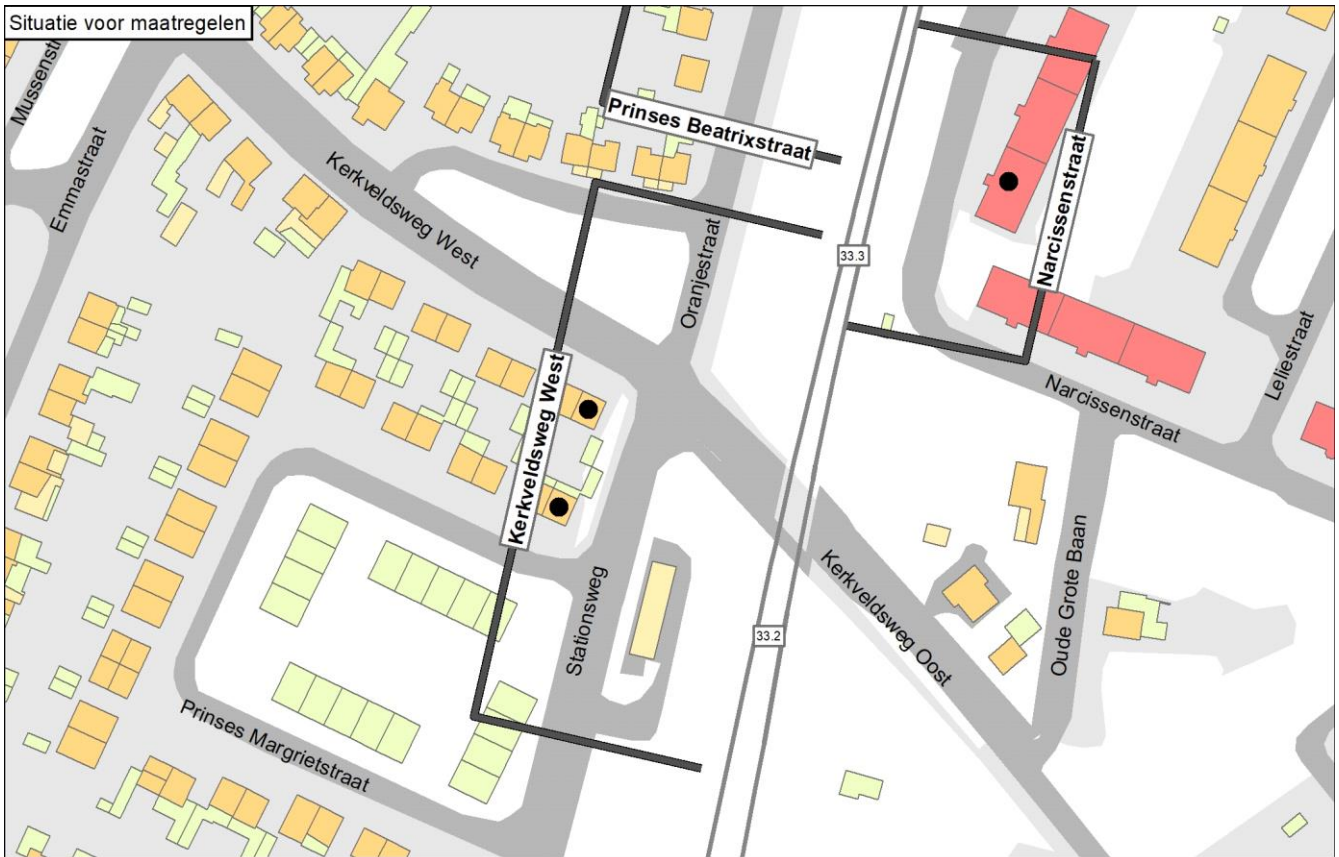 Situatie voor maatregelen
Mussenstr
Emmastraat
Kerkveldsweg West
Prinses Beatrixstraat
Oranjestraat
33.3
Narcissenstraat
Narcissenstraat
Leliestraat
Kerkveldsweg West
Stationsweg
33.2
Kerkveldsweg Oost
Oude Grote Baan
Prinses Margrietstraat